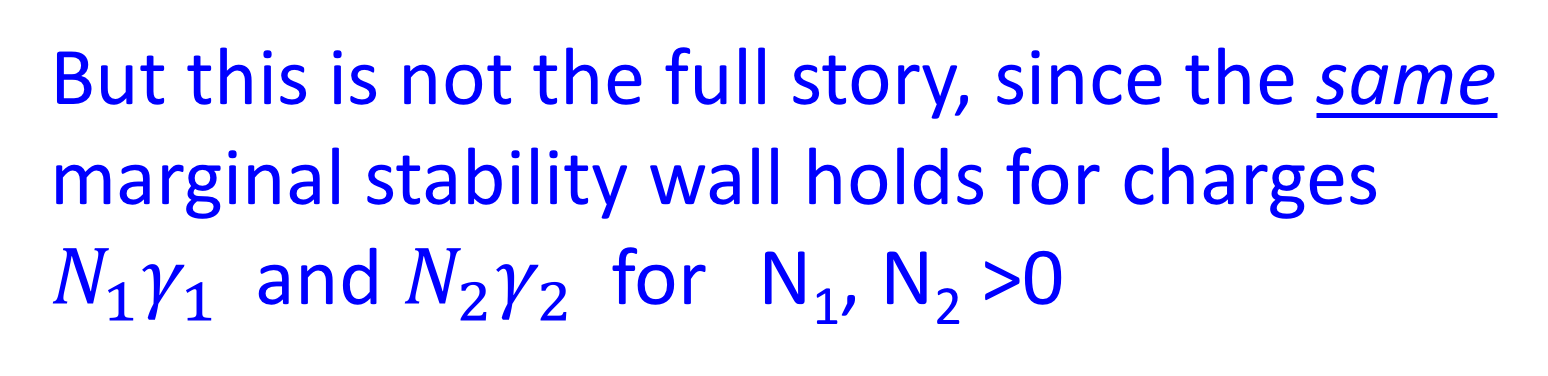 But this is not the full story, since the same
marginal stability wall holds for charges
𝑁₁𝛾₁ and 𝑁₂𝛾₂ for N₁, N₂ >0